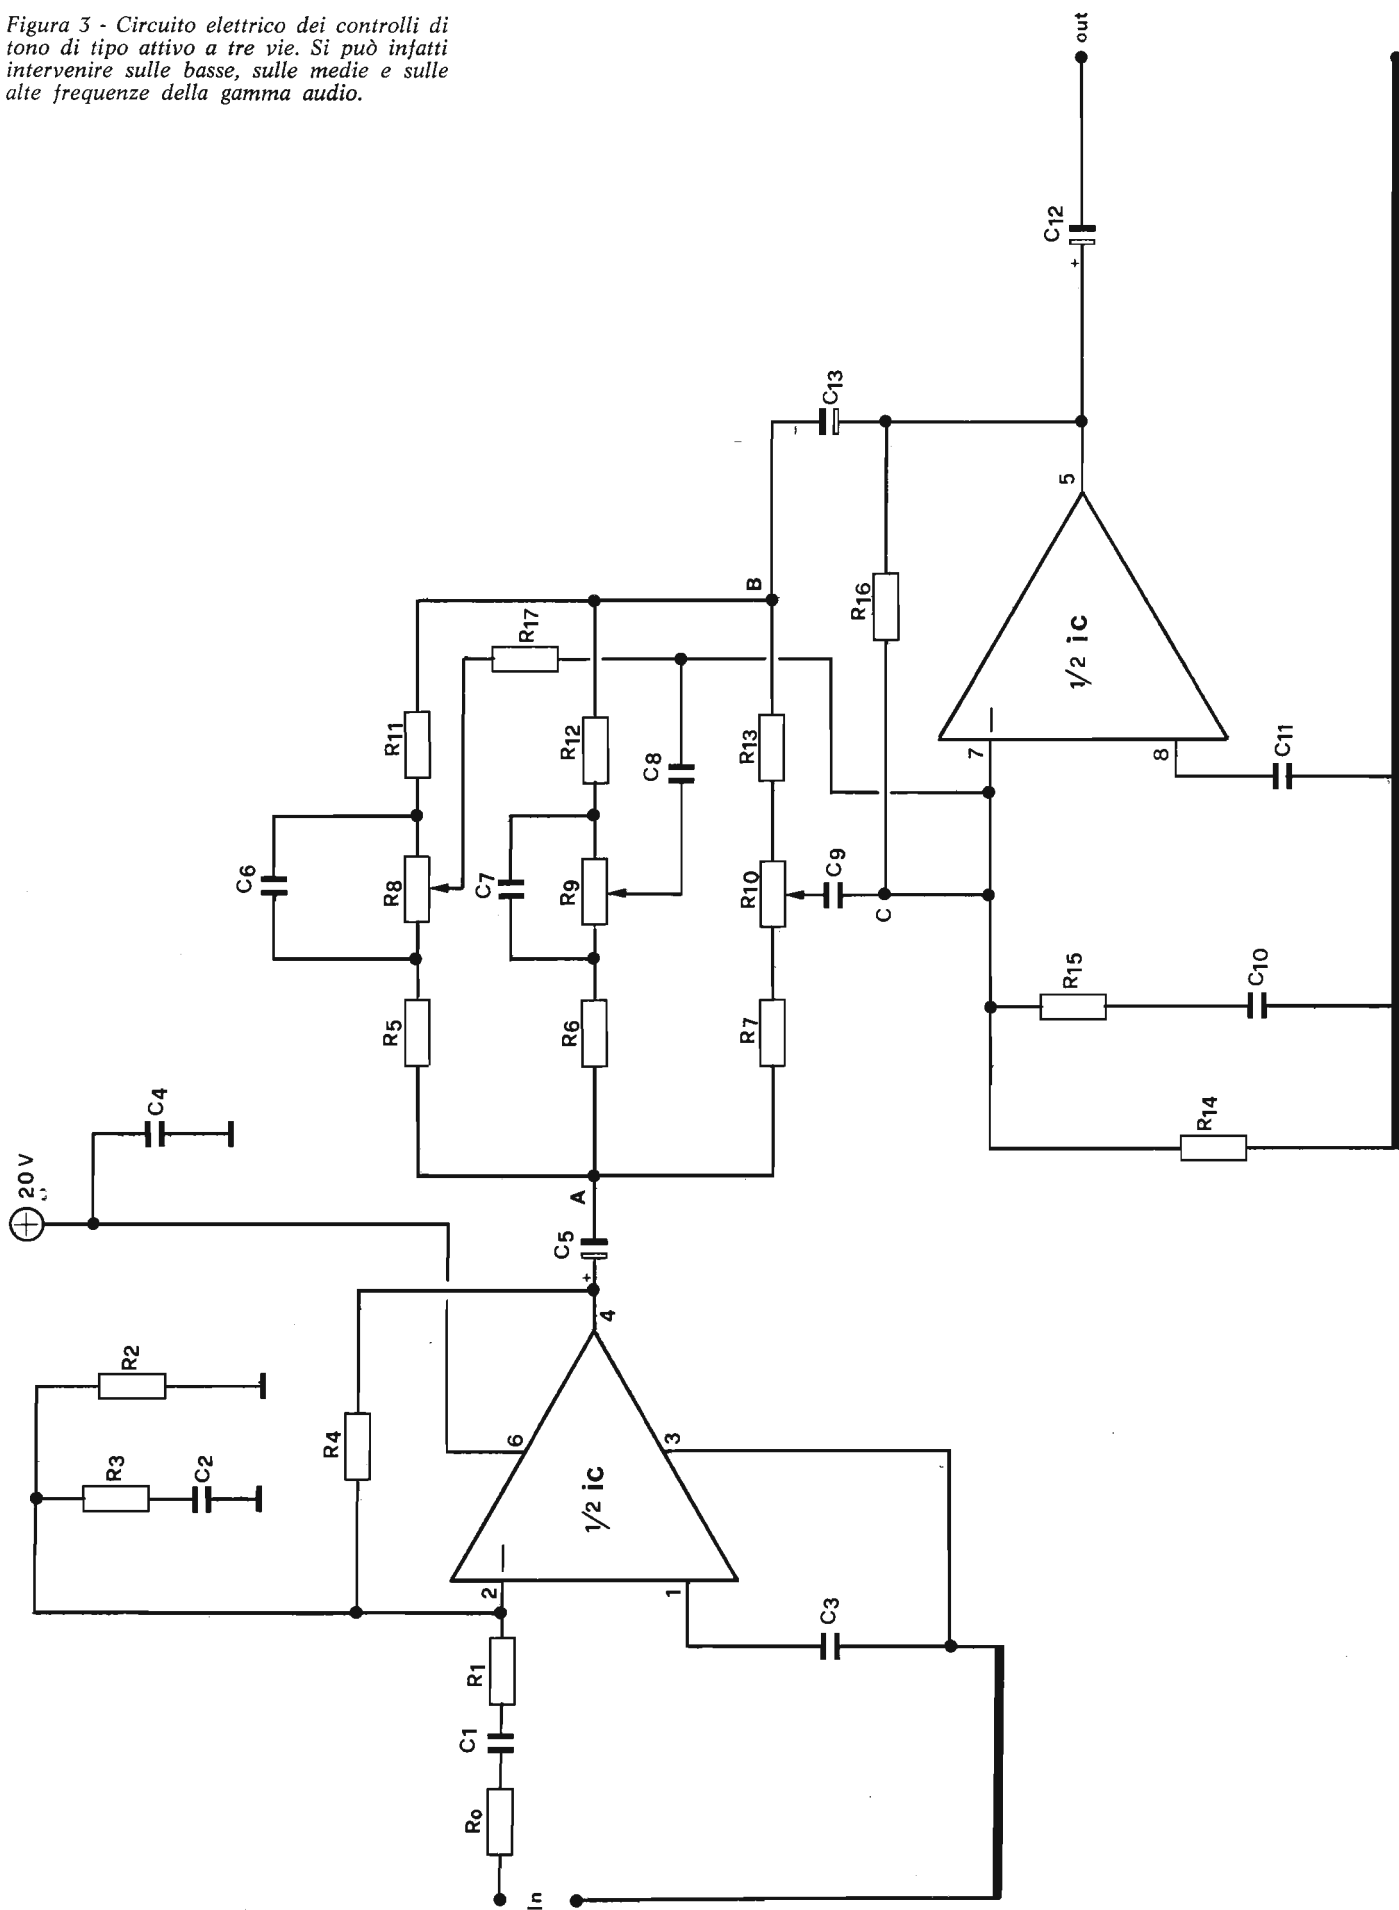 Figura 3 - Circuito elettrico dei controlli di
tono di tipo attivo a tre vie. Si può infatti
intervenire sulle basse, sulle medie e sulle
alte frequenze della gamma audio.
In
Ro
C1
R1
2
1
C3
R3
C2
R2
R4
½ ic
6
3
4
20V
C4
+
C5
A
R5
R6
R7
C6
R8
C7
R9
R10
C9
C
C8
R11
R12
R13
R17
B
R14
R15
C10
7
8
C11
½ ic
R16
5
C13
+
C12
out